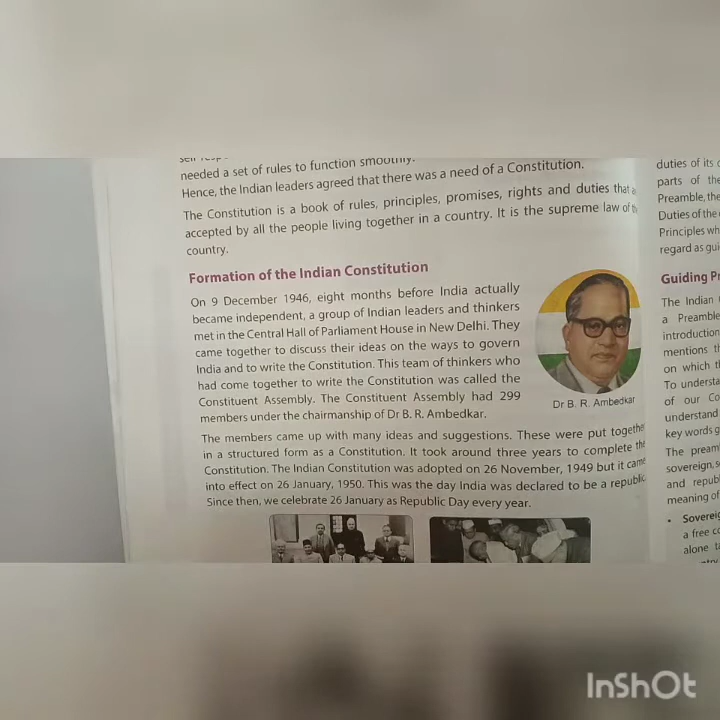 needed a set of rules to function smoothly.
Hence, the Indian leaders agreed that there was a need of a Constitution.
The Constitution is a book of rules, principles, promises, rights and duties that
accepted by all the people living together in a country. It is the supreme law of
country.
Formation of the Indian Constitution
On 9 December 1946, eight months before India actually
became independent, a group of Indian leaders and thinkers
met in the Central Hall of Parliament House in New Delhi. They
came together to discuss their ideas on the ways to govern
India and to write the Constitution. This team of thinkers who
had come together to write the Constitution was called the
Constituent Assembly. The Constituent Assembly had 299
members under the chairmanship of Dr B. R. Ambedkar.
Dr B. R. Ambedkar
The members came up with many ideas and suggestions. These were put together
in a structured form as a Constitution. It took around three years to complete the
Constitution. The Indian Constitution was adopted on 26 November, 1949 but it came
into effect on 26 January, 1950. This was the day India was declared to be a republic
Since then, we celebrate 26 January as Republic Day every year.
duties of its
parts of the
Preamble, the
Duties of the
Principles wh
regard as gui
Guiding Pr
The Indian
a Preamble
introduction
mentions th
on which th
To understa
of our Co
understand
key words g
The pream
sovereign, s
and republ
meaning of
• Sovereig
a free co
alone ta
InShOt